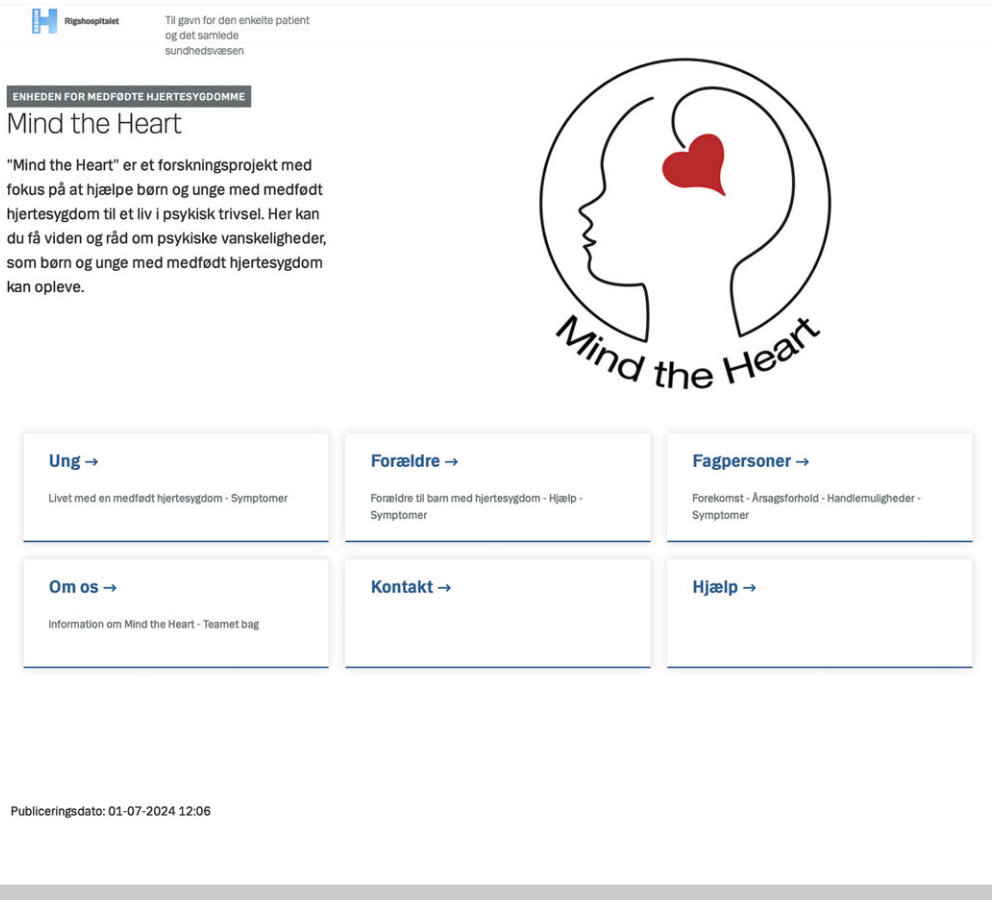 REGION
H
Rigshospitalet
Til gavn for den enkelte patient
og det samlede
sundhedsvæsen
ENHEDEN FOR MEDFØDTE HJERTESYGDOMME
Mind the Heart
"Mind the Heart" er et forskningsprojekt med
fokus på at hjælpe børn og unge med medfødt
hjertesygdom til et liv i psykisk trivsel. Her kan
du få viden og råd om psykiske vanskeligheder,
som børn og unge med medfødt hjertesygdom
kan opleve.
Mind the Heart
Ung →
Livet med en medfødt hjertesygdom - Symptomer
Forældre →
Forældre til barn med hjertesygdom - Hjælp -
Symptomer
Fagpersoner →
Forekomst - Årsagsforhold - Handlemuligheder -
Symptomer
Om os →
Information om Mind the Heart - Teamet bag
Kontakt →
Hjælp →
Publiceringsdato: 01-07-2024 12:06